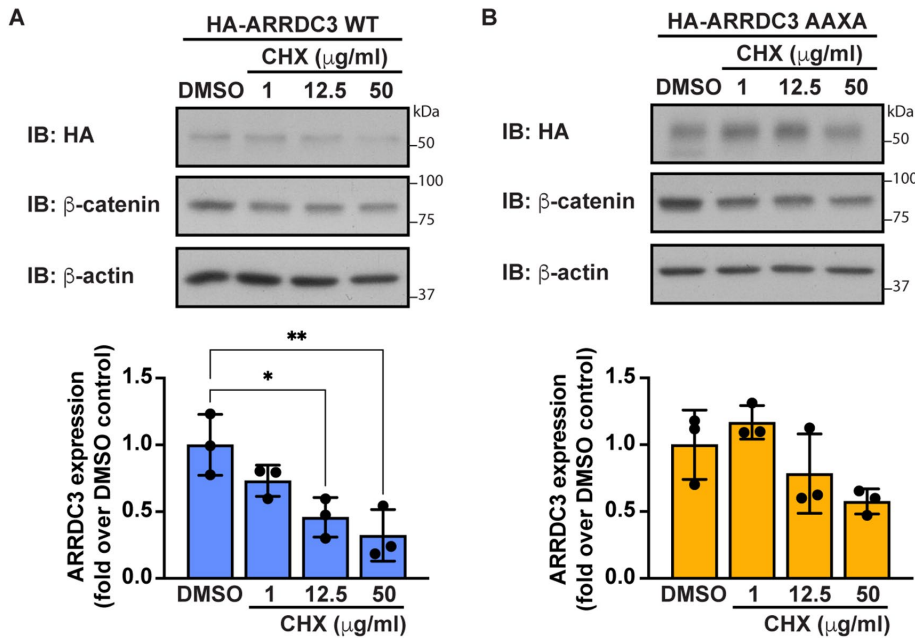 A
HA-ARRDC3 WT
CHX (μg/ml)
DMSO 1 12.5 50
kDa
IB: HA
50
IB: β-catenin
100
75
IB: β-actin
37
ARRDC3 expression
(fold over DMSO control)
1.5
1.0
0.5
0.0
**
*
DMSO 1 12.5 50
CHX (μg/ml)
B
HA-ARRDC3 AAXA
CHX (μg/ml)
DMSO 1 12.5 50
kDa
IB: HA
50
IB: β-catenin
100
75
IB: β-actin
37
ARRDC3 expression
(fold over DMSO control)
1.5
1.0
0.5
0.0
DMSO 1 12.5 50
CHX (μg/ml)